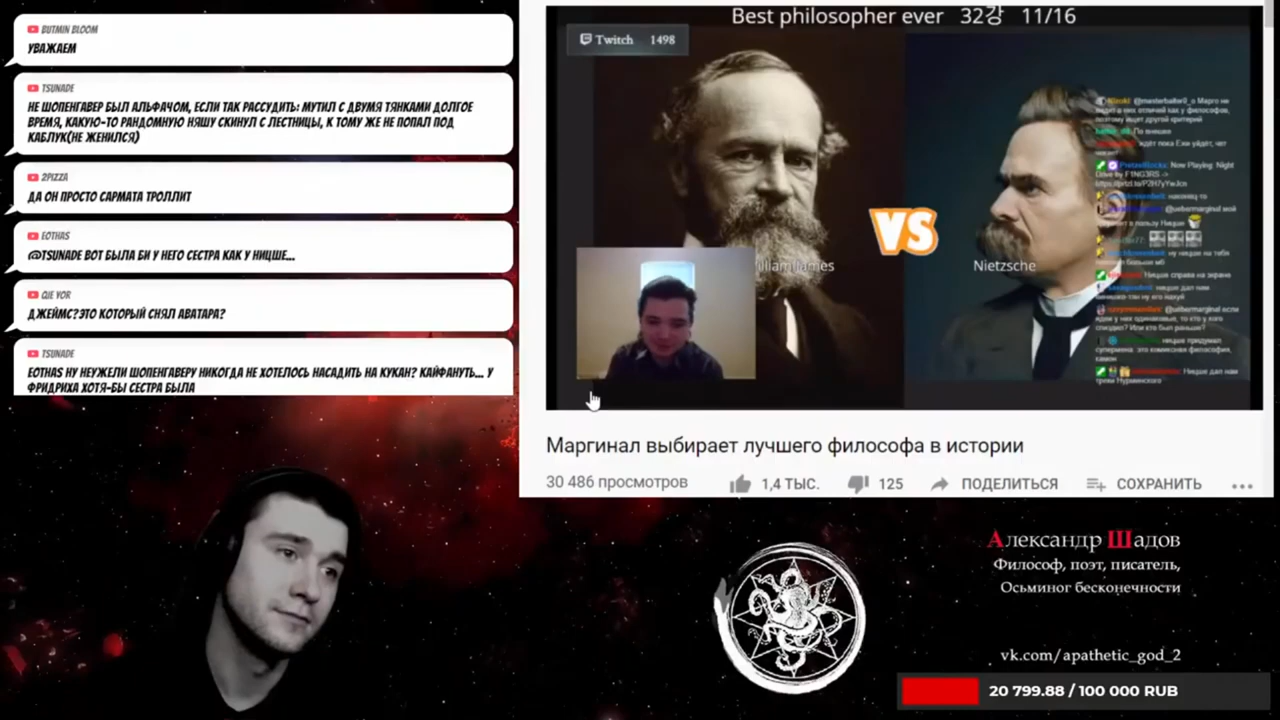 BUTMIN BLOOM
УВАЖАЕМ
TSUNADE
НЕ ШОПЕНГАВЕР БЫЛ АЛЬФАЧОМ, ЕСЛИ ТАК РАССУДИТЬ: МУТИЛ С ДВУМЯ ТЯНКАМИ ДОЛГОЕ
ВРЕМЯ, КАКУЮ-ТО РАНДОМНУЮ НЯШУ СКИНУЛ С ЛЕСТНИЦЫ, К ТОМУ ЖЕ НЕ ПОПАЛ ПОД
КАБЛУК(НЕ ЖЕНИЛСЯ)
2PIZZA
ДА ОН ПРОСТО САРМАТА ТРОЛЛИТ
EOTHAS
@TSUNADE ВОТ БЫЛА БИ У НЕГО СЕСТРА КАК У НИЦШЕ...
QIE YOR
ДЖЕЙМС?ЭТО КОТОРЫЙ СНЯЛ АВАТАРА?
TSUNADE
EOTHAS НУ НЕУЖЕЛИ ШОПЕНГАВЕРУ НИКОГДА НЕ ХОТЕЛОСЬ НАСАДИТЬ НА КУКАН? КАЙФАНУТЬ... У
ФРИДРИХА ХОТЯ-БЫ СЕСТРА БЫЛА
Best philosopher ever 32강 11/16
Twitch 1498
VS
William James
Nietzsche
Маргинал выбирает лучшего философа в истории
30 486 просмотров
1,4 ТЫС.
125
ПОДЕЛИТЬСЯ
СОХРАНИТЬ
Александр Шадов
Философ, поэт, писатель,
Осьминог бесконечности
vk.com/apathetic_god_2
20 799.88 / 100 000 RUB